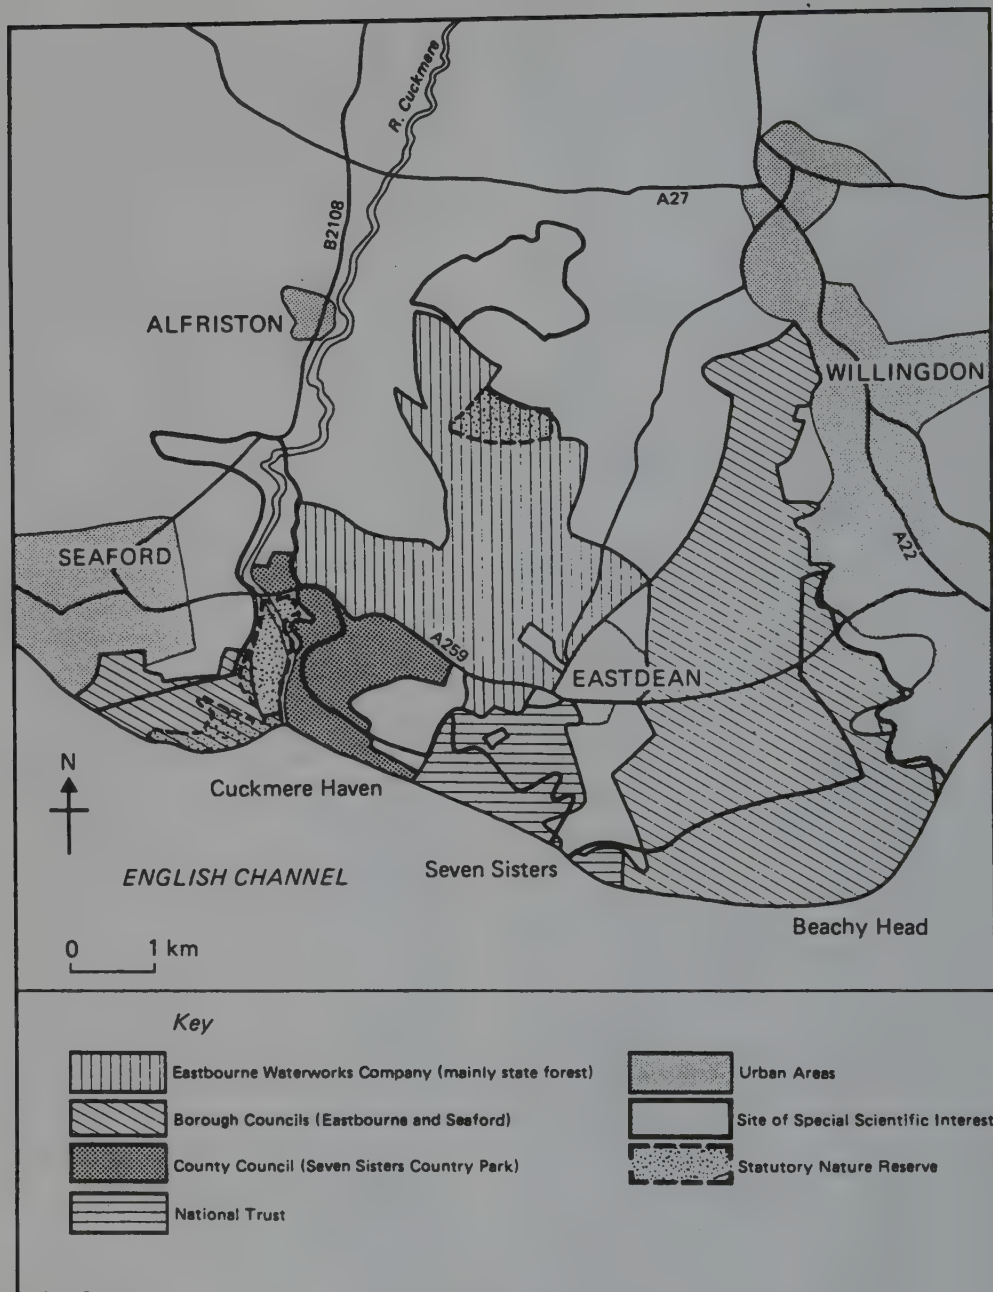 R. Cuckmere
A27
B2108
ALFRISTON
WILLINGDON
SEAFORD
A22
A259
EASTDEAN
N
Cuckmere Haven
ENGLISH CHANNEL
Seven Sisters
Beachy Head
0 1 km
Key
Eastbourne Waterworks Company (mainly state forest)
Borough Councils (Eastbourne and Seaford)
County Council (Seven Sisters Country Park)
National Trust
Urban Areas
Site of Special Scientific Interest
Statutory Nature Reserve